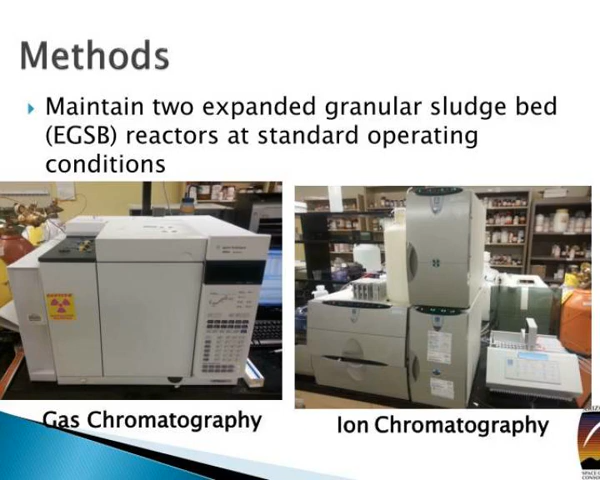 Methods
Maintain two expanded granular sludge bed
(EGSB) reactors at standard operating
conditions
Gas Chromatography
Ion Chromatography